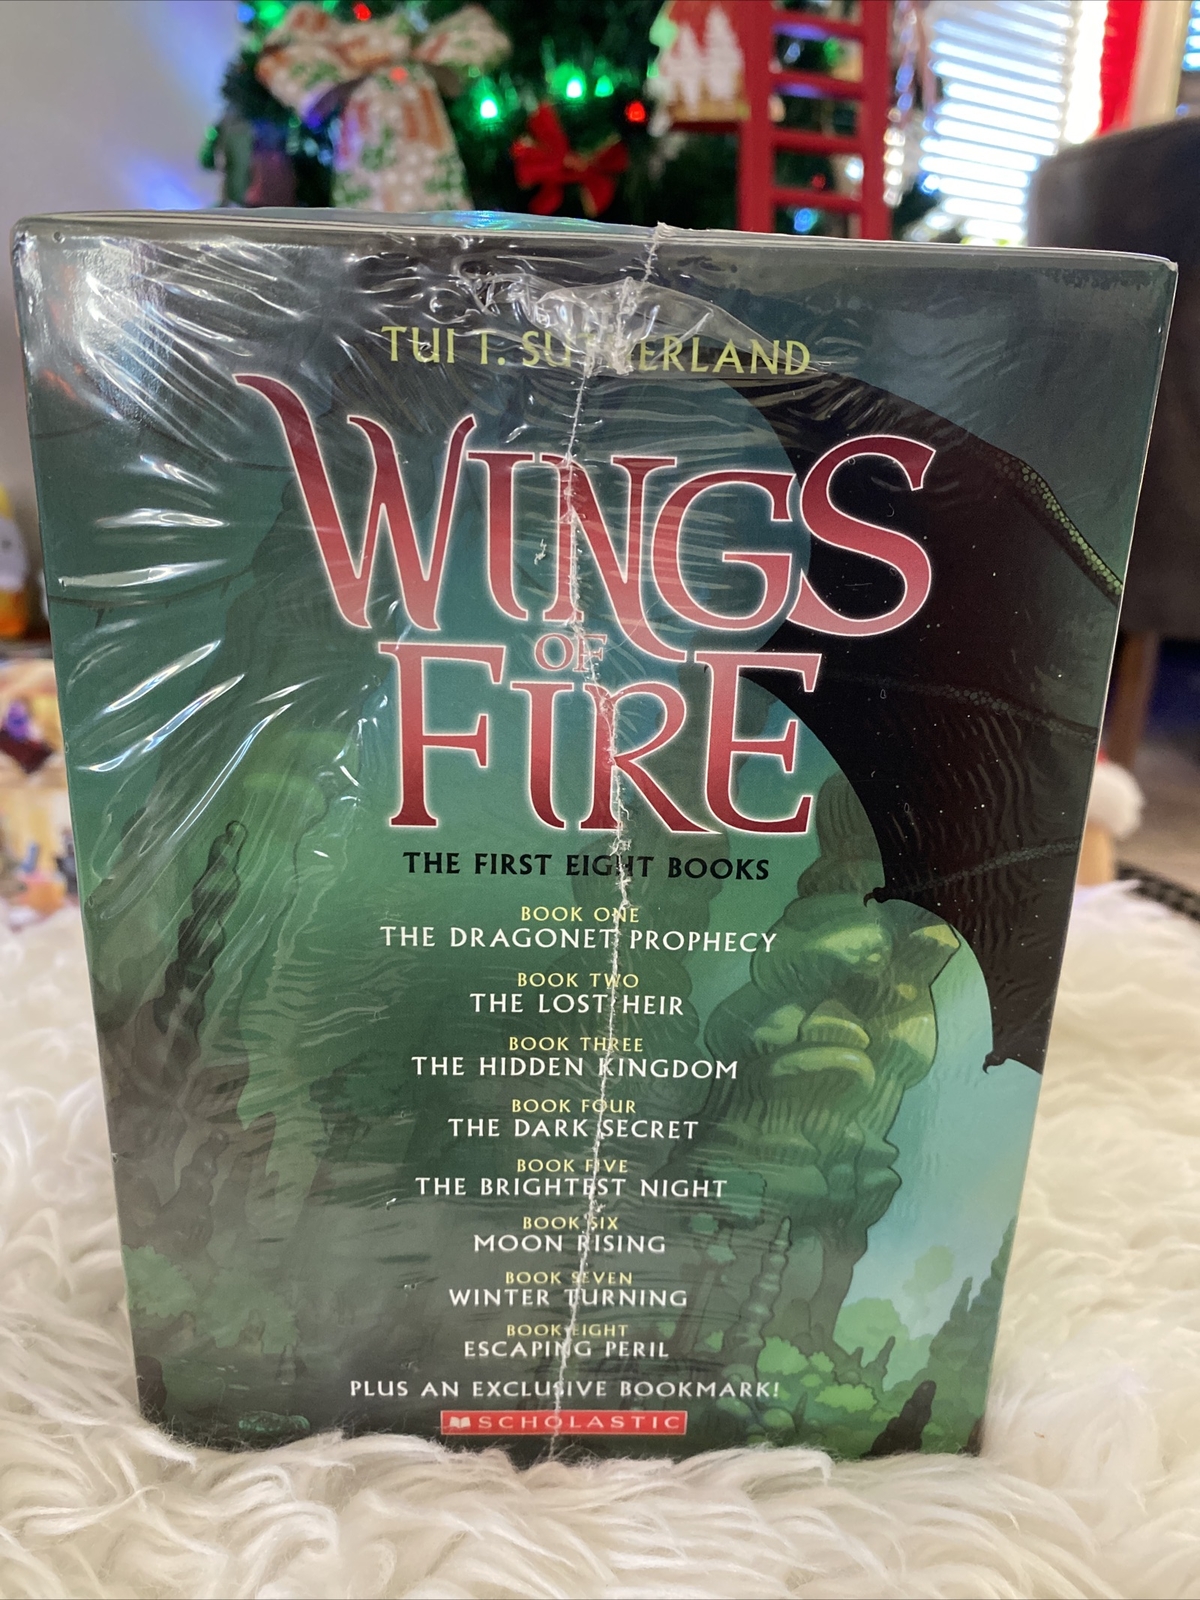 TUI T. SUTHERLAND
WINGS
OF
FIRE
THE FIRST EIGHT BOOKS
BOOK ONE
THE DRAGONET PROPHECY
BOOK TWO
THE LOST HEIR
BOOK THREE
THE HIDDEN KINGDOM
BOOK FOUR
THE DARK SECRET
BOOK FIVE
THE BRIGHTEST NIGHT
BOOK SIX
MOON RISING
BOOK SEVEN
WINTER TURNING
BOOK EIGHT
ESCAPING PERIL
PLUS AN EXCLUSIVE BOOKMARK!
SCHOLASTIC